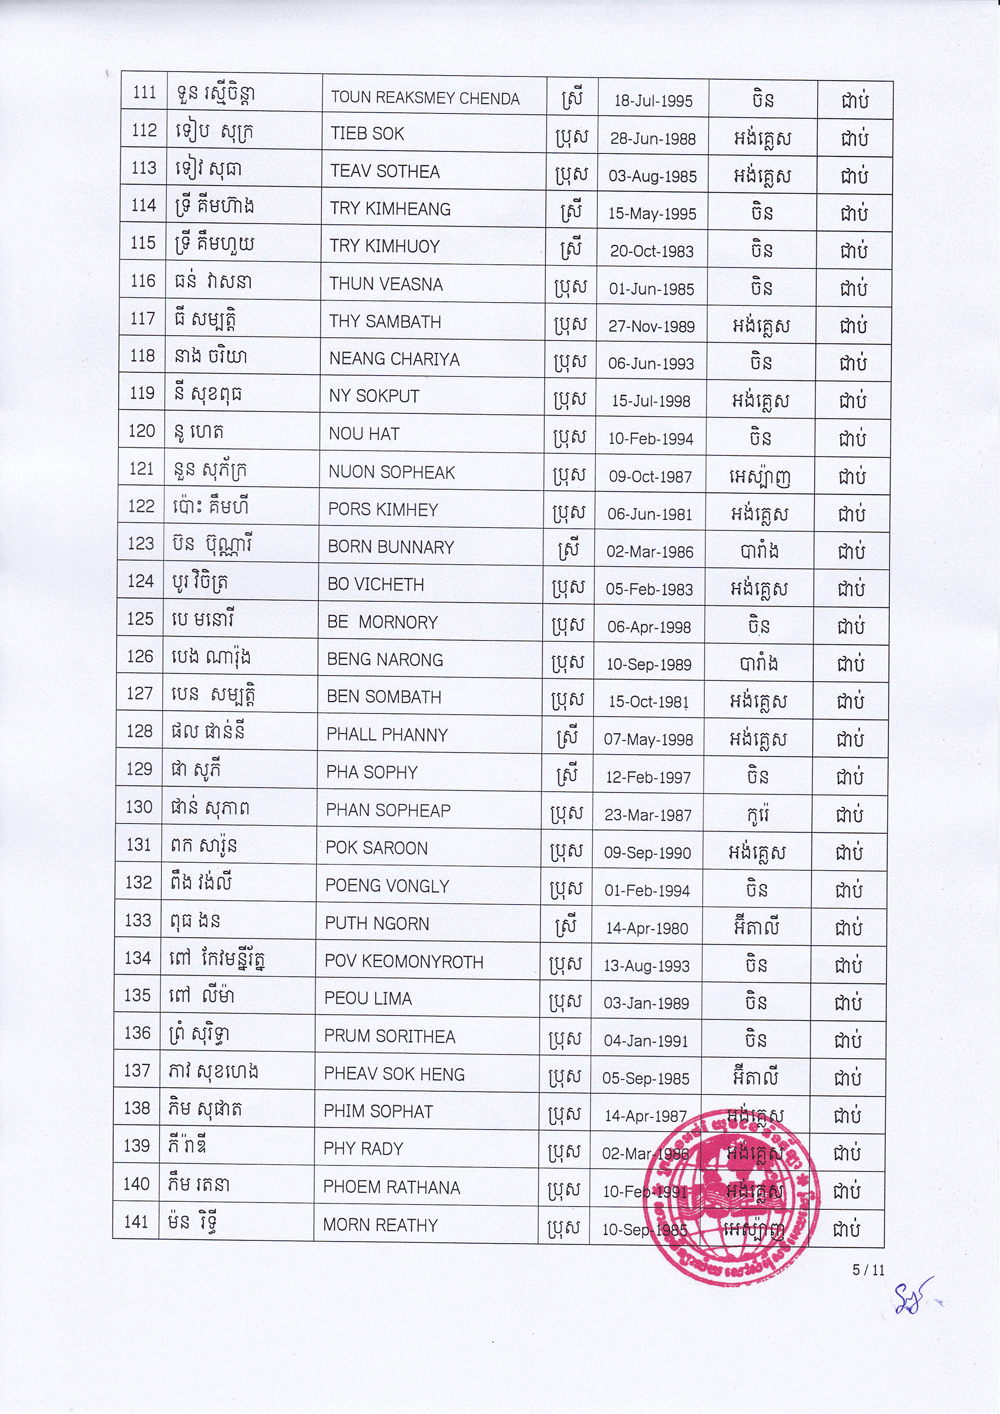 111 ទួន រស្មីចិន្តា TOUN REAKSMEY CHENDA ស្រី 18-Jul-1995 ចិន ជាប់
112 ទៀប សុក្រ TIEB SOK ប្រុស 28-Jun-1988 អង់គ្លេស ជាប់
113 ទៀវ សុធា TEAV SOTHEA ប្រុស 03-Aug-1985 អង់គ្លេស ជាប់
114 ទ្រី គីមហ៊ាង TRY KIMHEANG ស្រី 15-May-1995 ចិន ជាប់
115 ទ្រី គឹមហួយ TRY KIMHUOY ស្រី 20-Oct-1983 ចិន ជាប់
116 ធន់ វាសនា THUN VEASNA ប្រុស 01-Jun-1985 ចិន ជាប់
117 ធី សម្បត្តិ THY SAMBATH ប្រុស 27-Nov-1989 អង់គ្លេស ជាប់
118 នាង ចរិយា NEANG CHARIYA ប្រុស 06-Jun-1993 ចិន ជាប់
119 នី សុខពុធ NY SOKPUT ប្រុស 15-Jul-1998 អង់គ្លេស ជាប់
120 នូ ហេត NOU HAT ប្រុស 10-Feb-1994 ចិន ជាប់
121 នួន សុភ័ក្រ NUON SOPHEAK ប្រុស 09-Oct-1987 អេស្ប៉ាញ ជាប់
122 ប៉ោះ គឹមហី PORS KIMHEY ប្រុស 06-Jun-1981 អង់គ្លេស ជាប់
123 ប៊ន ប៊ុណ្ណារី BORN BUNNARY ស្រី 02-Mar-1986 បារាំង ជាប់
124 បូរ វិចិត្រ BO VICHETH ប្រុស 05-Feb-1983 អង់គ្លេស ជាប់
125 បេ មនោរី BE MORNORY ប្រុស 06-Apr-1998 ចិន ជាប់
126 បេង ណារ៉ុង BENG NARONG ប្រុស 10-Sep-1989 បារាំង ជាប់
127 បេន សម្បត្តិ BEN SOMBATH ប្រុស 15-Oct-1981 អង់គ្លេស ជាប់
128 ផល ផាន់នី PHALL PHANNY ស្រី 07-May-1998 អង់គ្លេស ជាប់
129 ផា សូភី PHA SOPHY ស្រី 12-Feb-1997 ចិន ជាប់
130 ផាន់ សុភាព PHAN SOPHEAP ប្រុស 23-Mar-1987 កូរ៉េ ជាប់
131 ពក សារ៉ូន POK SAROON ប្រុស 09-Sep-1990 អង់គ្លេស ជាប់
132 ពឹង វង់លី POENG VONGLY ប្រុស 01-Feb-1994 ចិន ជាប់
133 ពុធ ងន PUTH NGORN ស្រី 14-Apr-1980 អ៊ីតាលី ជាប់
134 ពៅ កែវមន្នីរ័ត្ន POV KEOMONYROTH ប្រុស 13-Aug-1993 ចិន ជាប់
135 ពៅ លីម៉ា PEOU LIMA ប្រុស 03-Jan-1989 ចិន ជាប់
136 ព្រំ សុរិទ្ធា PRUM SORITHEA ប្រុស 04-Jan-1991 ចិន ជាប់
137 ភាវ សុខហេង PHEAV SOK HENG ប្រុស 05-Sep-1985 អ៊ីតាលី ជាប់
138 ភិម សុផាត PHIM SOPHAT ប្រុស 14-Apr-1987 អង់គ្លេស ជាប់
139 ភី រ៉ាឌី PHY RADY ប្រុស 02-Mar-1986 អង់គ្លេស ជាប់
140 ភឹម រតនា PHOEM RATHANA ប្រុស 10-Feb-1991 អង់គ្លេស ជាប់
141 ម៉ន រិទ្ធី MORN REATHY ប្រុស 10-Sep-1985 អេស្ប៉ាញ ជាប់
5 / 11